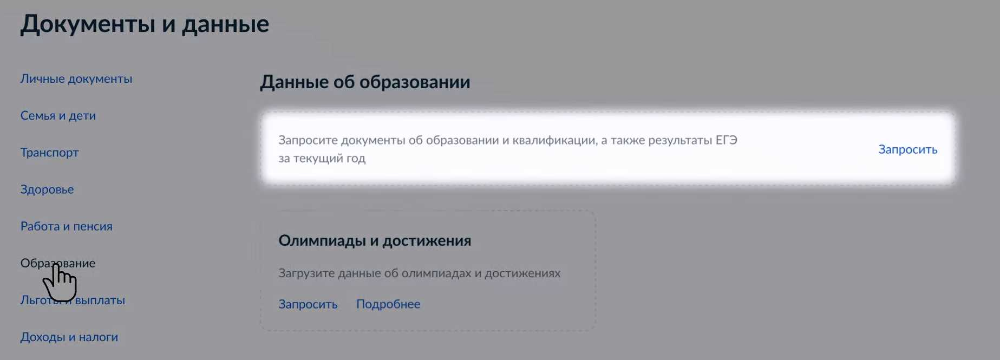 Документы и данные
Личные документы
Семья и дети
Транспорт
Здоровье
Работа и пенсия
Образование
Льготы и выплаты
Доходы и налоги
Данные об образовании
Запросите документы об образовании и квалификации, а также результаты ЕГЭ
за текущий год
Запросить
Олимпиады и достижения
Загрузите данные об олимпиадах и достижениях
Запросить Подробнее